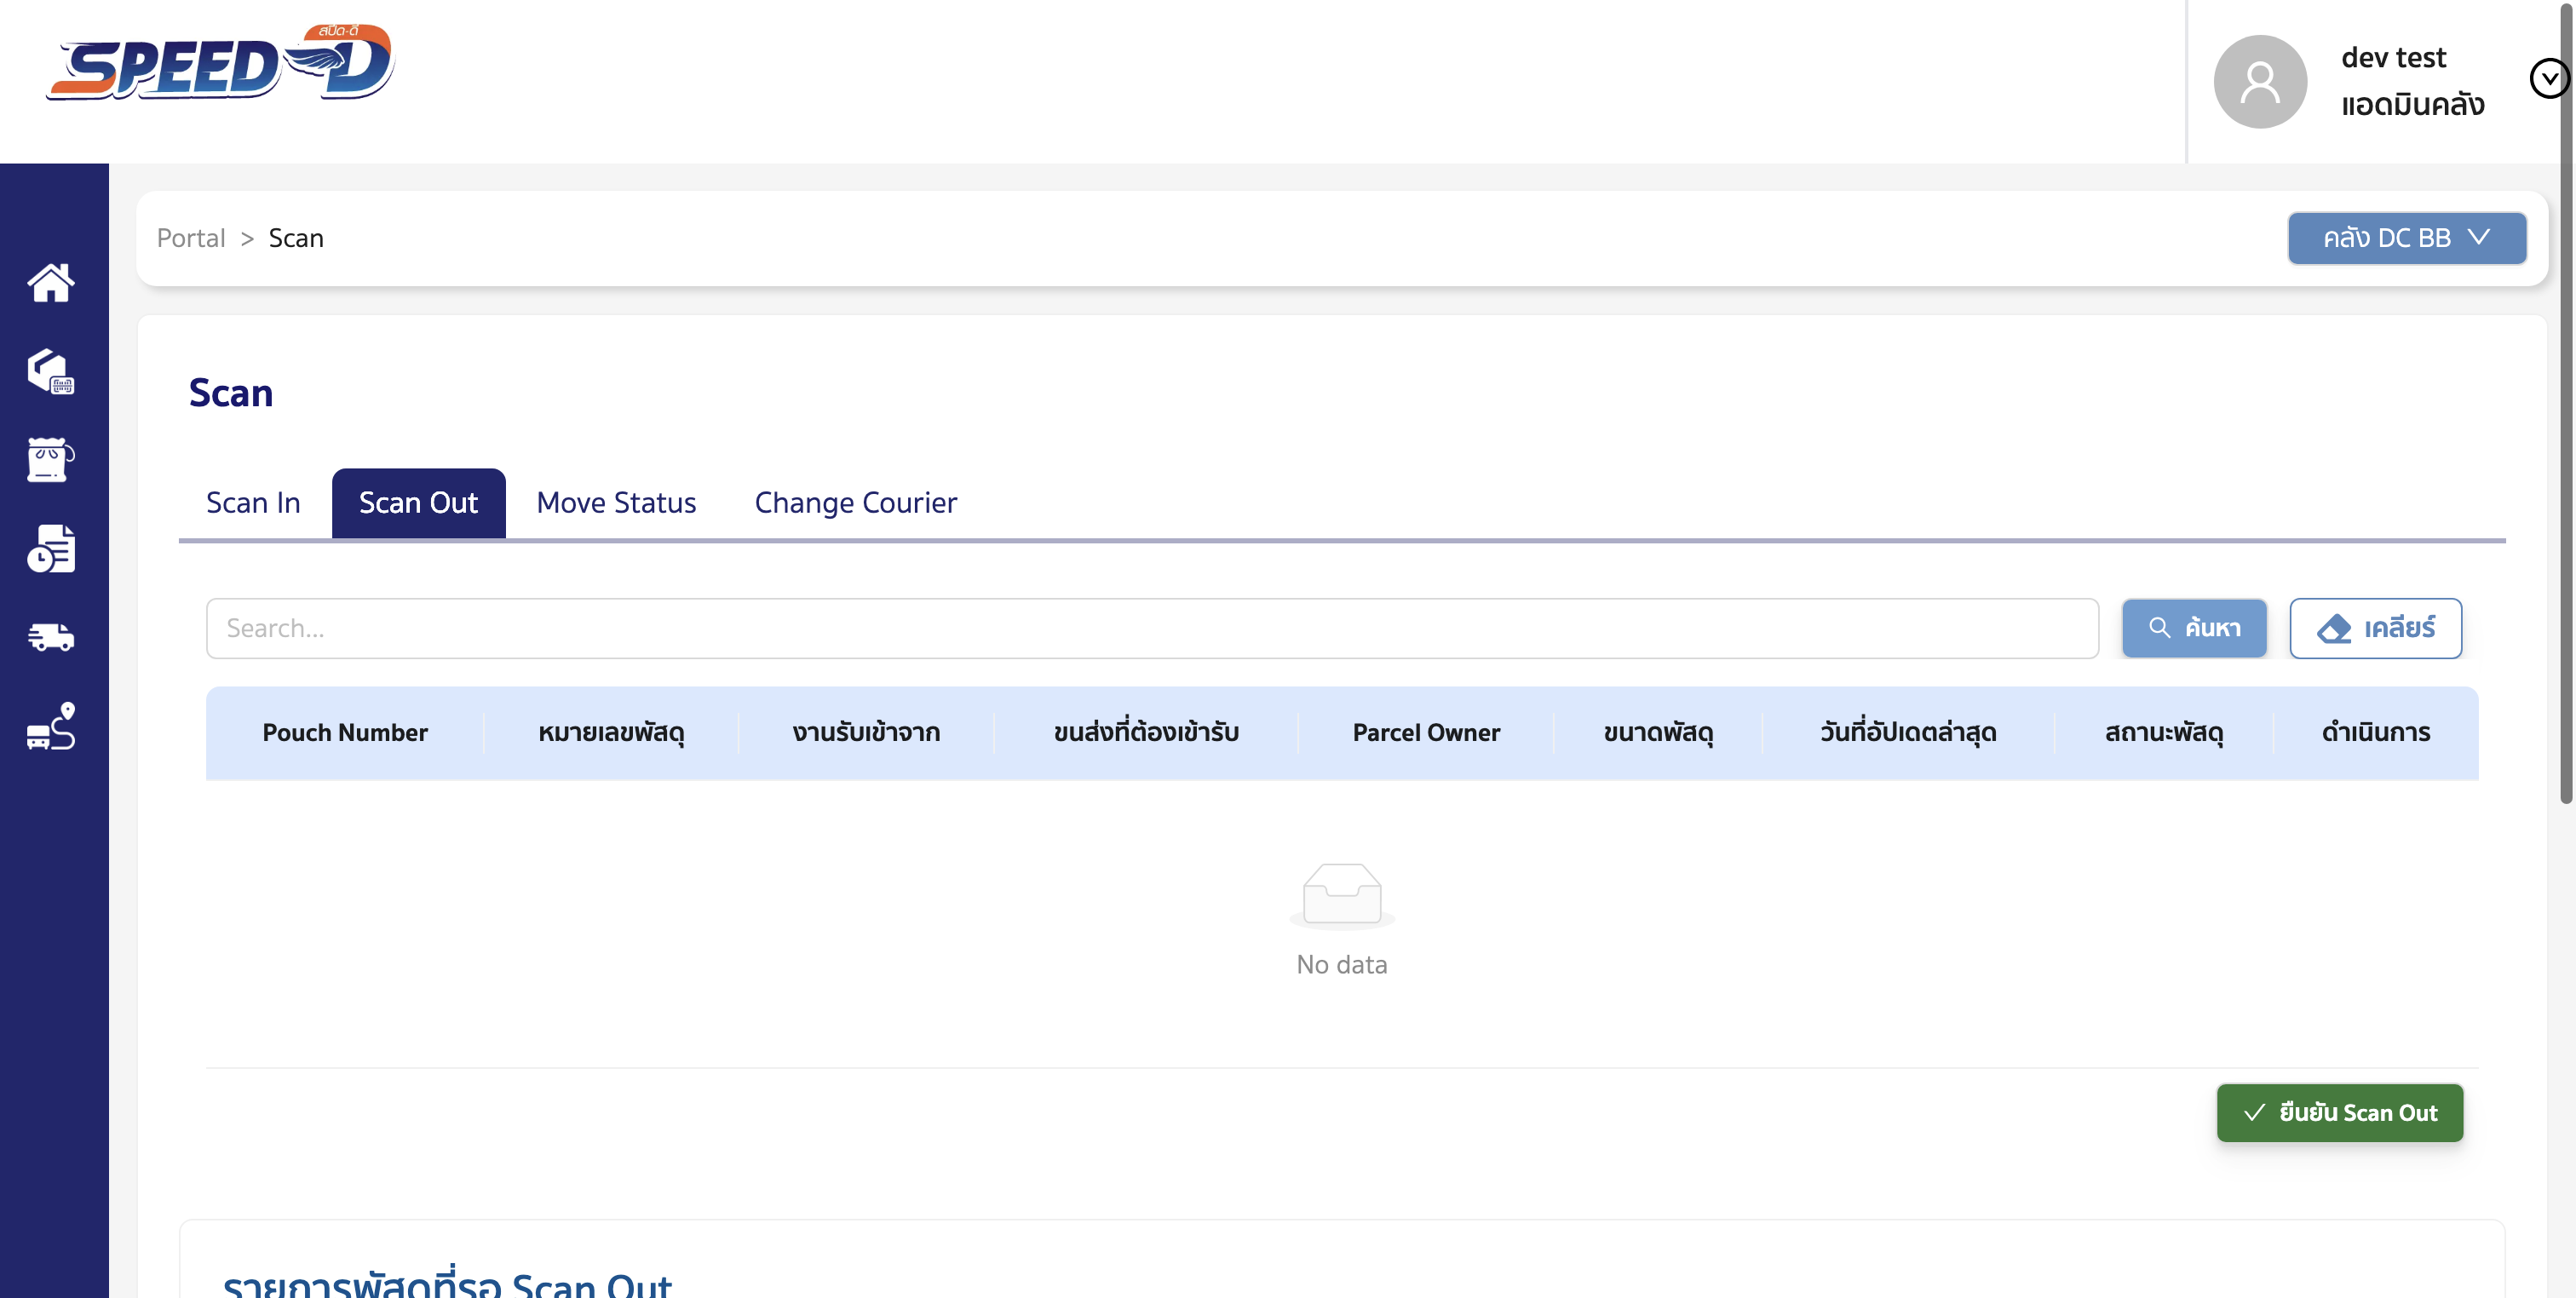 สปีด-ดี
SPEED-D
dev test
แอดมินคลัง
Portal > Scan
คลัง DC BB
Scan
Scan In
Scan Out
Move Status
Change Courier
Search...
ค้นหา
เคลียร์
Pouch Number
หมายเลขพัสดุ
งานรับเข้าจาก
ขนส่งที่ต้องเข้ารับ
Parcel Owner
ขนาดพัสดุ
วันที่อัปเดตล่าสุด
สถานะพัสดุ
ดำเนินการ
No data
ยืนยัน Scan Out
รายการพัสดุที่รอ Scan Out